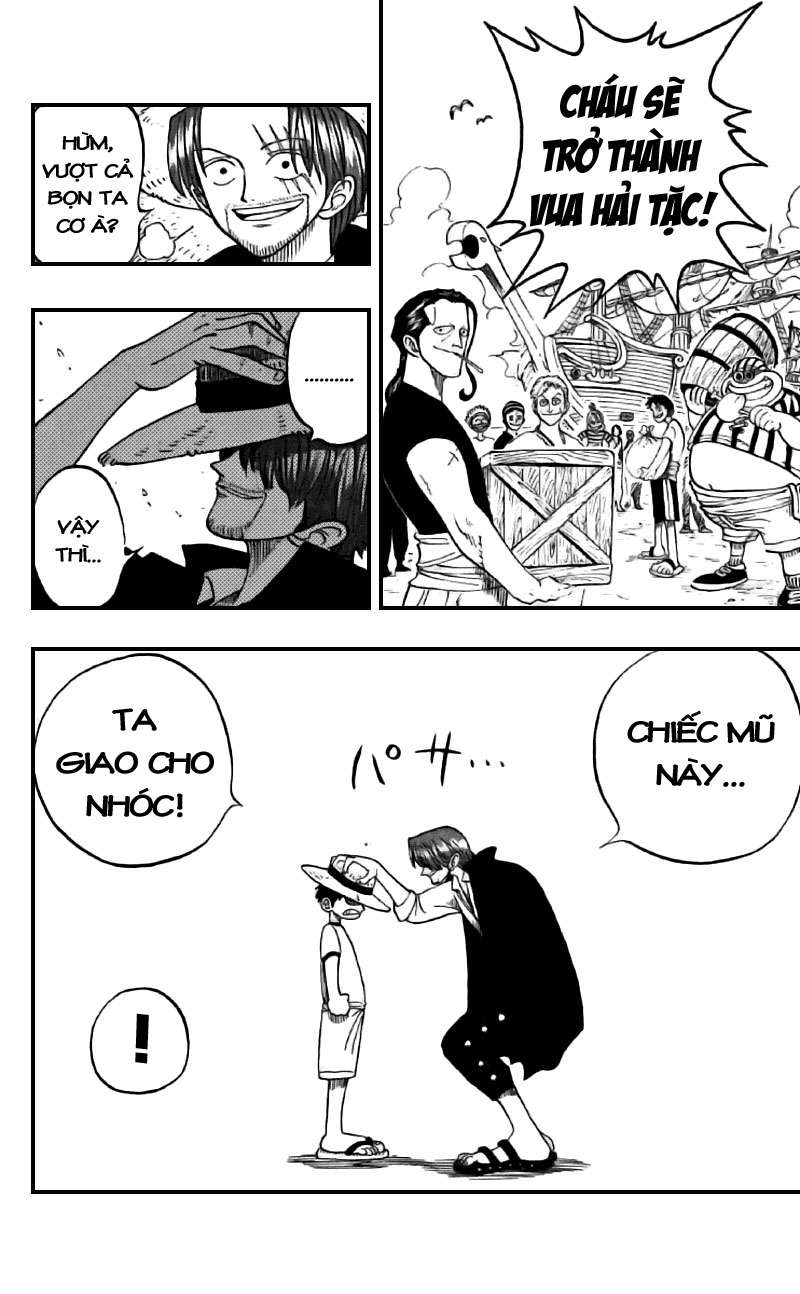 CHÁU SẼ
TRỞ THÀNH
VUA HẢI TẶC!
HỪM,
VƯỢT CẢ
BỌN TA
CƠ À?
...........
VẬY
THÌ...
CHIẾC MŨ
NÀY...
パサ...
TA
GIAO CHO
NHÓC!
!